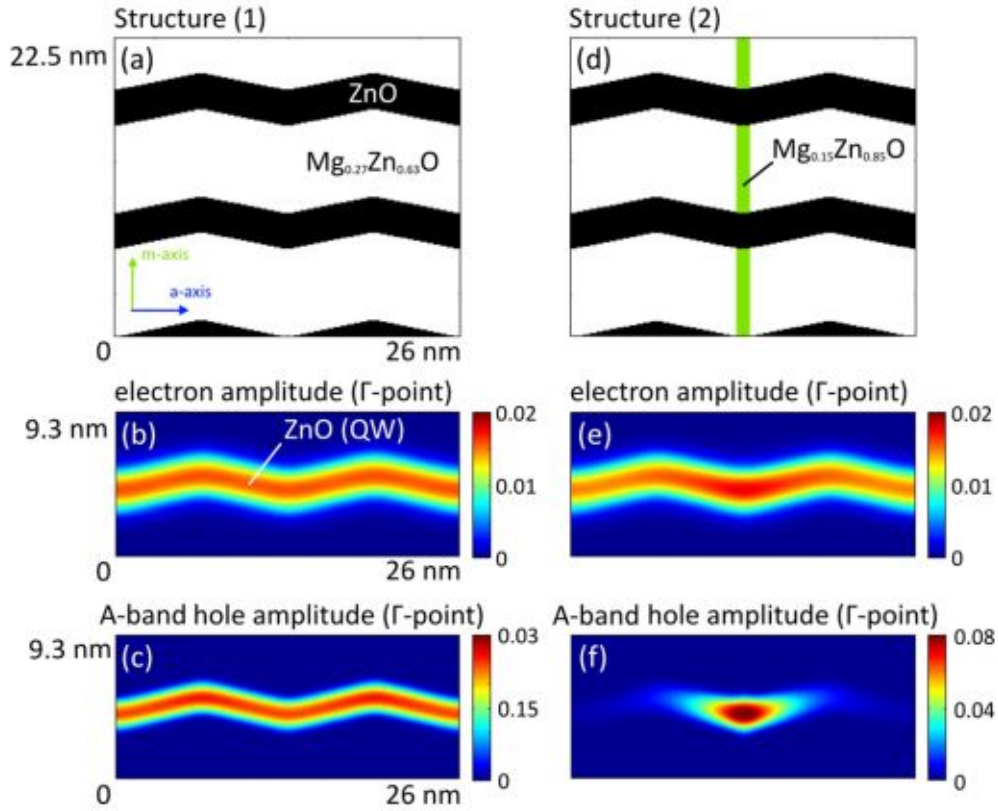 Structure (1)
Structure (2)
22.5 nm
(a)
ZnO
Mg0.27Zn0.63O
m-axis
a-axis
0
26 nm
(d)
Mg0.15Zn0.85O
26 nm
electron amplitude (Γ-point)
9.3 nm
(b)
ZnO (QW)
0.02
0.01
0
0
26 nm
electron amplitude (Γ-point)
(e)
0.02
0.01
0
A-band hole amplitude (Γ-point)
9.3 nm
(c)
0.03
0.15
0
0
26 nm
A-band hole amplitude (Γ-point)
(f)
0.08
0.04
0